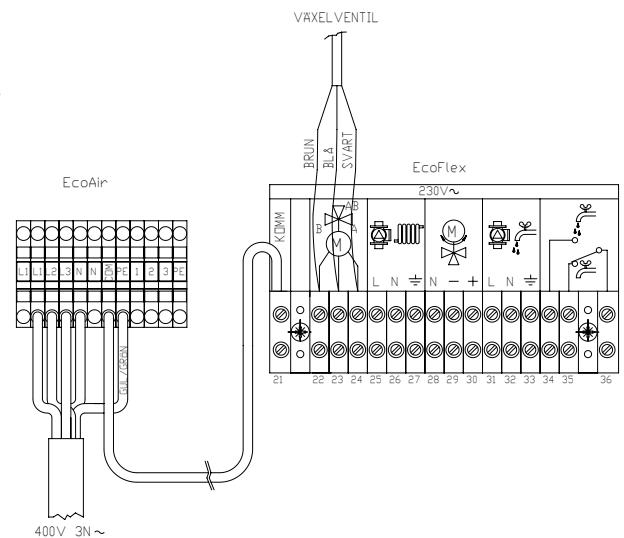 VÄXELVENTIL
BRUN
BLÅ
SVART
EcoAir
EcoFlex
230V~
KOMM
AB
B
A
M
M
L1 L1 L2 L3 N N COM PE 1 2 3 PE
L N N - + L N
GUL/GRÖN
21 22 23 24 25 26 27 28 29 30 31 32 33 34 35 36
400V 3N~